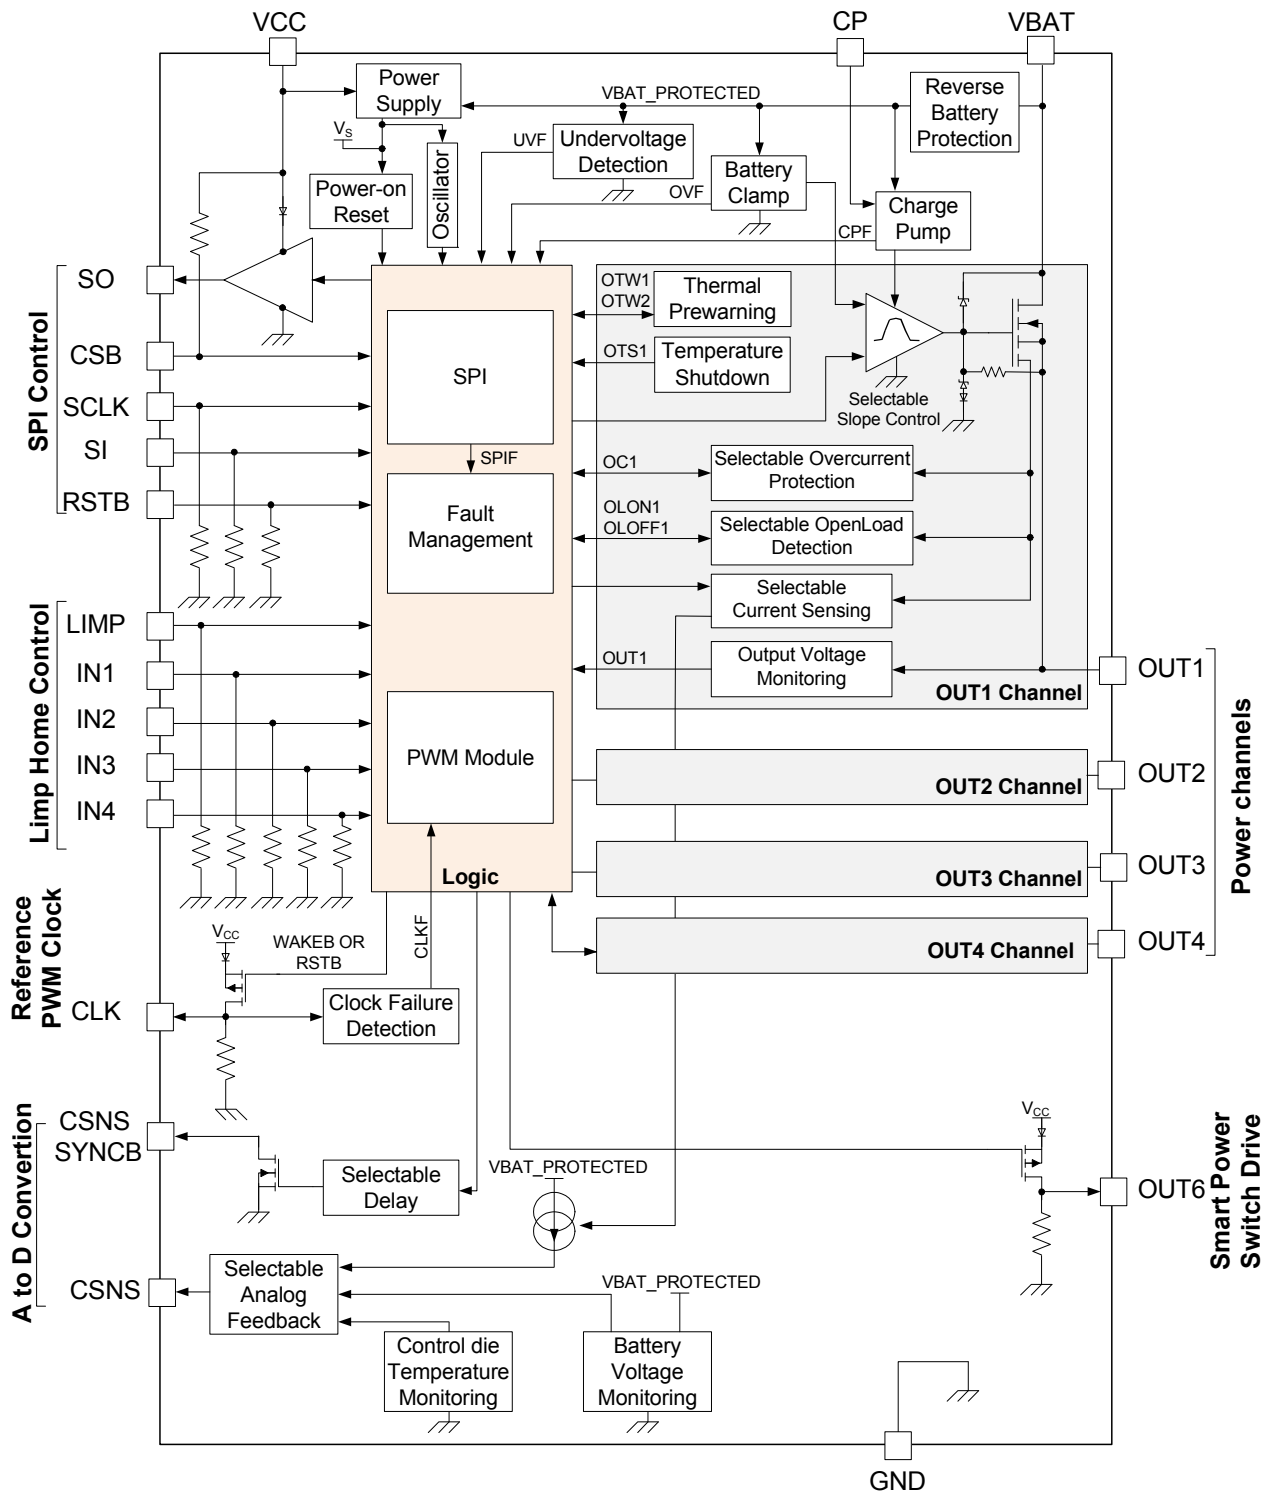 VCC
CP
VBAT
Power
Supply
VBAT_PROTECTED
Reverse
Battery
Protection
VS
UVF
Undervoltage
Detection
Oscillator
Power-on
Reset
OVF
Battery
Clamp
CPF
Charge
Pump
SPI Control
SO
CSB
SCLK
SI
RSTB
SPI
SPIF
Fault
Management
PWM Module
Logic
OTW1
OTW2
Thermal
Prewarning
OTS1
Temperature
Shutdown
Selectable
Slope Control
OC1
Selectable Overcurrent
Protection
OLON1
OLOFF1
Selectable OpenLoad
Detection
Selectable
Current Sensing
OUT1
Output Voltage
Monitoring
OUT1 Channel
OUT2 Channel
OUT3 Channel
OUT4 Channel
OUT1
OUT2
OUT3
OUT4
Power channels
Limp Home Control
LIMP
IN1
IN2
IN3
IN4
Reference
PWM Clock
CLK
VCC
WAKEB OR
RSTB
CLKF
Clock Failure
Detection
A to D Convertion
CSNS
SYNCB
Selectable
Delay
VBAT_PROTECTED
CSNS
Selectable
Analog
Feedback
VBAT_PROTECTED
Control die
Temperature
Monitoring
Battery
Voltage
Monitoring
VCC
OUT6
Smart Power
Switch Drive
GND